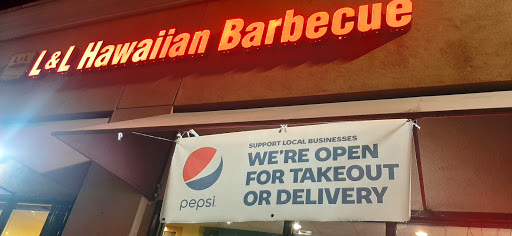 L&L Hawaiian Barbecue
SUPPORT LOCAL BUSINESSES
WE'RE OPEN
FOR TAKEOUT
OR DELIVERY
pepsi